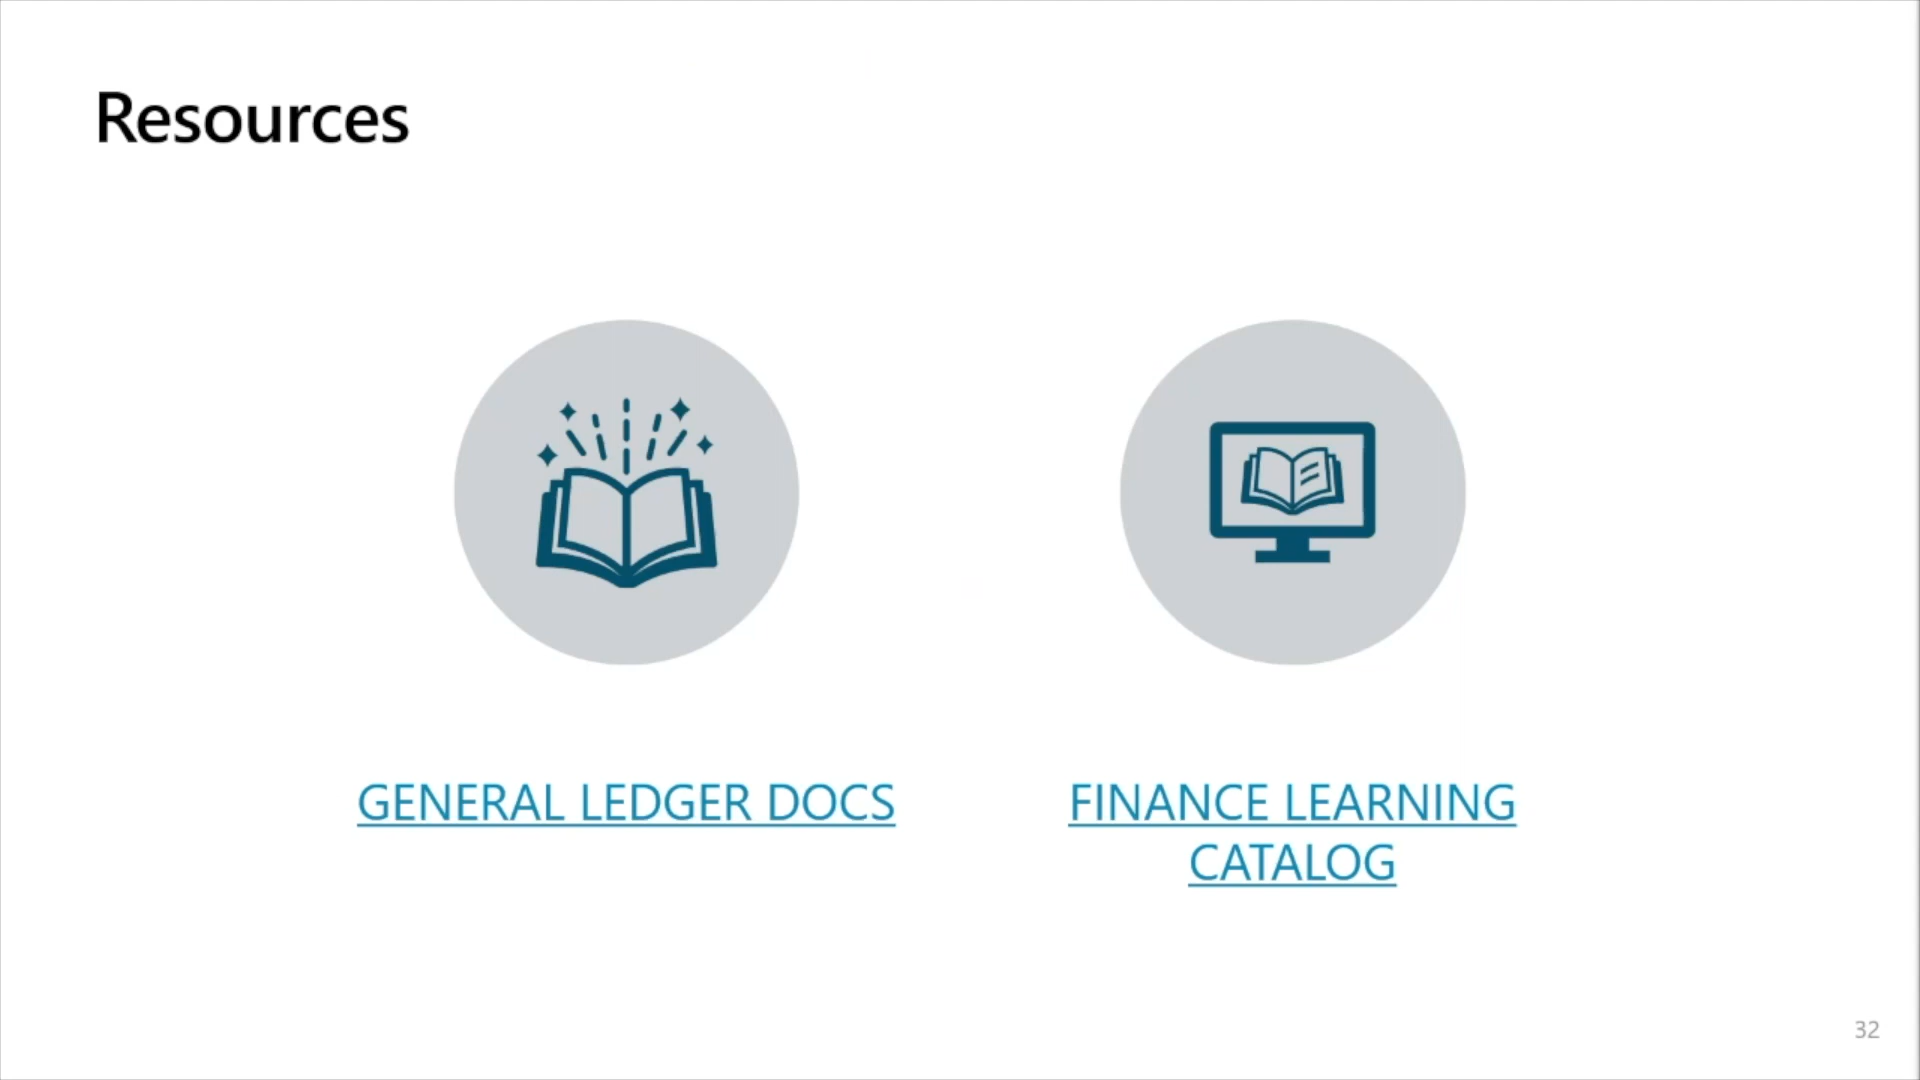 Resources
GENERAL LEDGER DOCS
FINANCE LEARNING
CATALOG
32